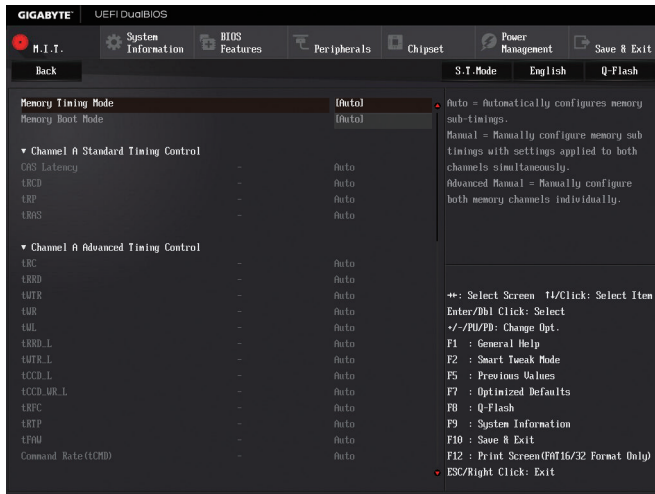 GIGABYTE™ UEFI DualBIOS
M.I.T.
System Information
BIOS Features
Peripherals
Chipset
Power Management
Save & Exit
Back S.T.Mode English Q-Flash
Memory Timing Mode [Auto]
Memory Boot Mode [Auto]
▼ Channel A Standard Timing Control
CAS Latency - Auto
tRCD - Auto
tRP - Auto
tRAS - Auto
▼ Channel A Advanced Timing Control
tRC - Auto
tRRD - Auto
tWTR - Auto
tWR - Auto
tWL - Auto
tRRD_L - Auto
tWTR_L - Auto
tCCD_L - Auto
tCCD_WR_L - Auto
tRFC - Auto
tRTP - Auto
tFAW - Auto
Command Rate(tCMD) - Auto
Auto = Automatically configures memory
sub-timings.
Manual = Manually configure memory sub
timings with settings applied to both
channels simultaneously.
Advanced Manual = Manually configure
both memory channels individually.
→←: Select Screen ↑↓/Click: Select Item
Enter/Dbl Click: Select
+/-/PU/PD: Change Opt.
F1 : General Help
F2 : Smart Tweak Mode
F5 : Previous Values
F7 : Optimized Defaults
F8 : Q-Flash
F9 : System Information
F10 : Save & Exit
F12 : Print Screen(FAT16/32 Format Only)
ESC/Right Click: Exit